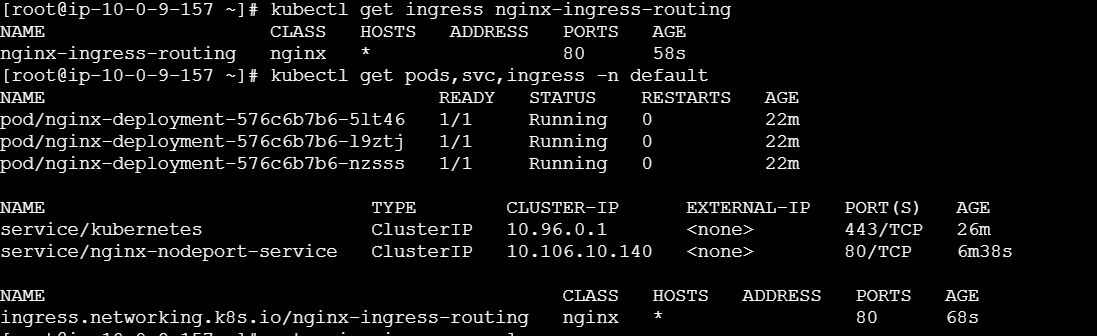 [root@ip-10-0-9-157 ~]# kubectl get ingress nginx-ingress-routing
NAME CLASS HOSTS ADDRESS PORTS AGE
nginx-ingress-routing nginx * 80 58s
[root@ip-10-0-9-157 ~]# kubectl get pods,svc,ingress -n default
NAME READY STATUS RESTARTS AGE
pod/nginx-deployment-576c6b7b6-5lt46 1/1 Running 0 22m
pod/nginx-deployment-576c6b7b6-l9ztj 1/1 Running 0 22m
pod/nginx-deployment-576c6b7b6-nzsss 1/1 Running 0 22m
NAME TYPE CLUSTER-IP EXTERNAL-IP PORT(S) AGE
service/kubernetes ClusterIP 10.96.0.1 <none> 443/TCP 26m
service/nginx-nodeport-service ClusterIP 10.106.10.140 <none> 80/TCP 6m38s
NAME CLASS HOSTS ADDRESS PORTS AGE
ingress.networking.k8s.io/nginx-ingress-routing nginx * 80 68s